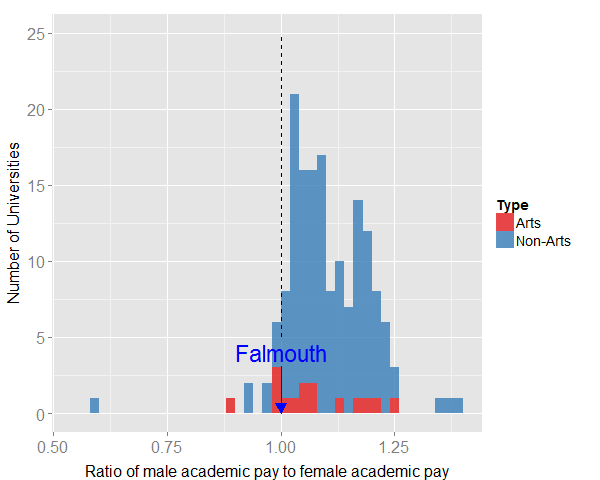 25
20
15
10
5
0
Number of Universities
Falmouth
0.50 0.75 1.00 1.25
Ratio of male academic pay to female academic pay
Type
Arts
Non-Arts